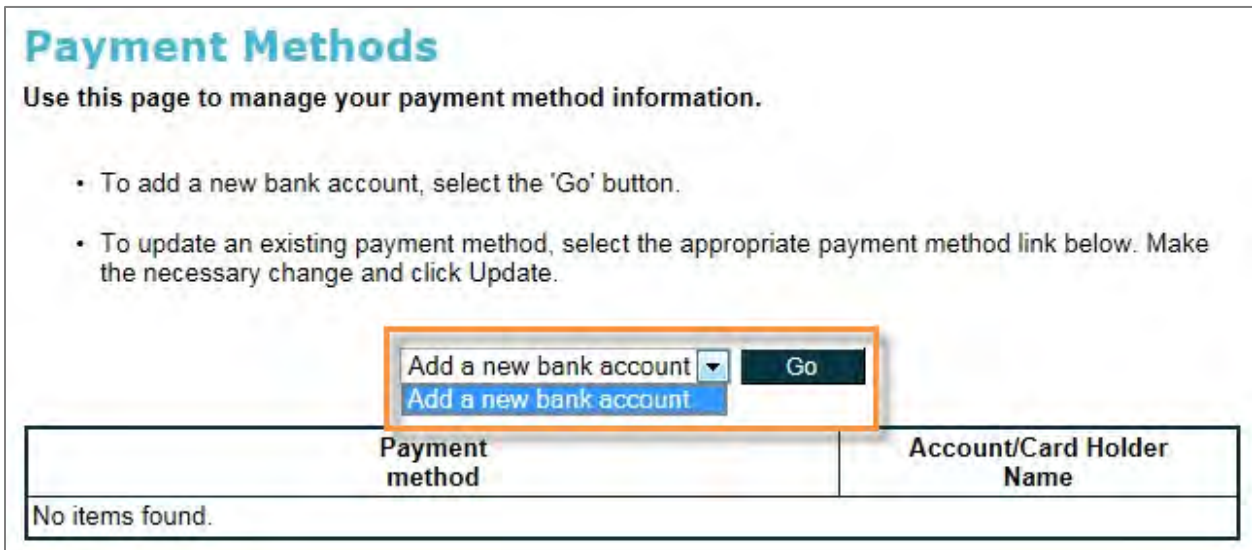 Payment Methods
Use this page to manage your payment method information.
• To add a new bank account, select the 'Go' button.
• To update an existing payment method, select the appropriate payment method link below. Make
the necessary change and click Update.
Add a new bank account Go
Add a new bank account
Payment Account/Card Holder
method Name
No items found.